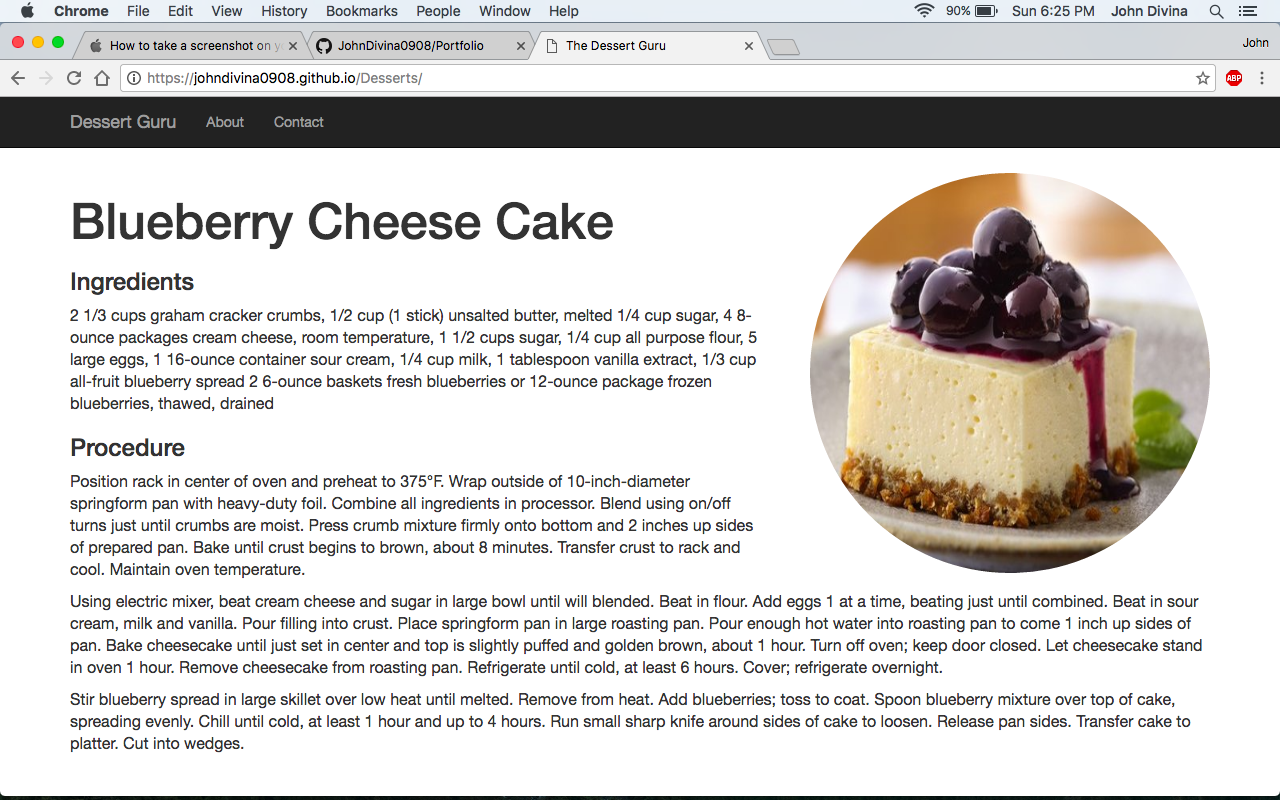 Chrome File Edit View History Bookmarks People Window Help 90% Sun 6:25 PM John Divina
How to take a screenshot on JohnDivina0908/Portfolio The Dessert Guru John
https://johndivina0908.github.io/Desserts/ ABP
Dessert Guru About Contact
Blueberry Cheese Cake
Ingredients
2 1/3 cups graham cracker crumbs, 1/2 cup (1 stick) unsalted butter, melted 1/4 cup sugar, 4 8-
ounce packages cream cheese, room temperature, 1 1/2 cups sugar, 1/4 cup all purpose flour, 5
large eggs, 1 16-ounce container sour cream, 1/4 cup milk, 1 tablespoon vanilla extract, 1/3 cup
all-fruit blueberry spread 2 6-ounce baskets fresh blueberries or 12-ounce package frozen
blueberries, thawed, drained
Procedure
Position rack in center of oven and preheat to 375°F. Wrap outside of 10-inch-diameter
springform pan with heavy-duty foil. Combine all ingredients in processor. Blend using on/off
turns just until crumbs are moist. Press crumb mixture firmly onto bottom and 2 inches up sides
of prepared pan. Bake until crust begins to brown, about 8 minutes. Transfer crust to rack and
cool. Maintain oven temperature.
Using electric mixer, beat cream cheese and sugar in large bowl until will blended. Beat in flour. Add eggs 1 at a time, beating just until combined. Beat in sour
cream, milk and vanilla. Pour filling into crust. Place springform pan in large roasting pan. Pour enough hot water into roasting pan to come 1 inch up sides of
pan. Bake cheesecake until just set in center and top is slightly puffed and golden brown, about 1 hour. Turn off oven; keep door closed. Let cheesecake stand
in oven 1 hour. Remove cheesecake from roasting pan. Refrigerate until cold, at least 6 hours. Cover; refrigerate overnight.
Stir blueberry spread in large skillet over low heat until melted. Remove from heat. Add blueberries; toss to coat. Spoon blueberry mixture over top of cake,
spreading evenly. Chill until cold, at least 1 hour and up to 4 hours. Run small sharp knife around sides of cake to loosen. Release pan sides. Transfer cake to
platter. Cut into wedges.